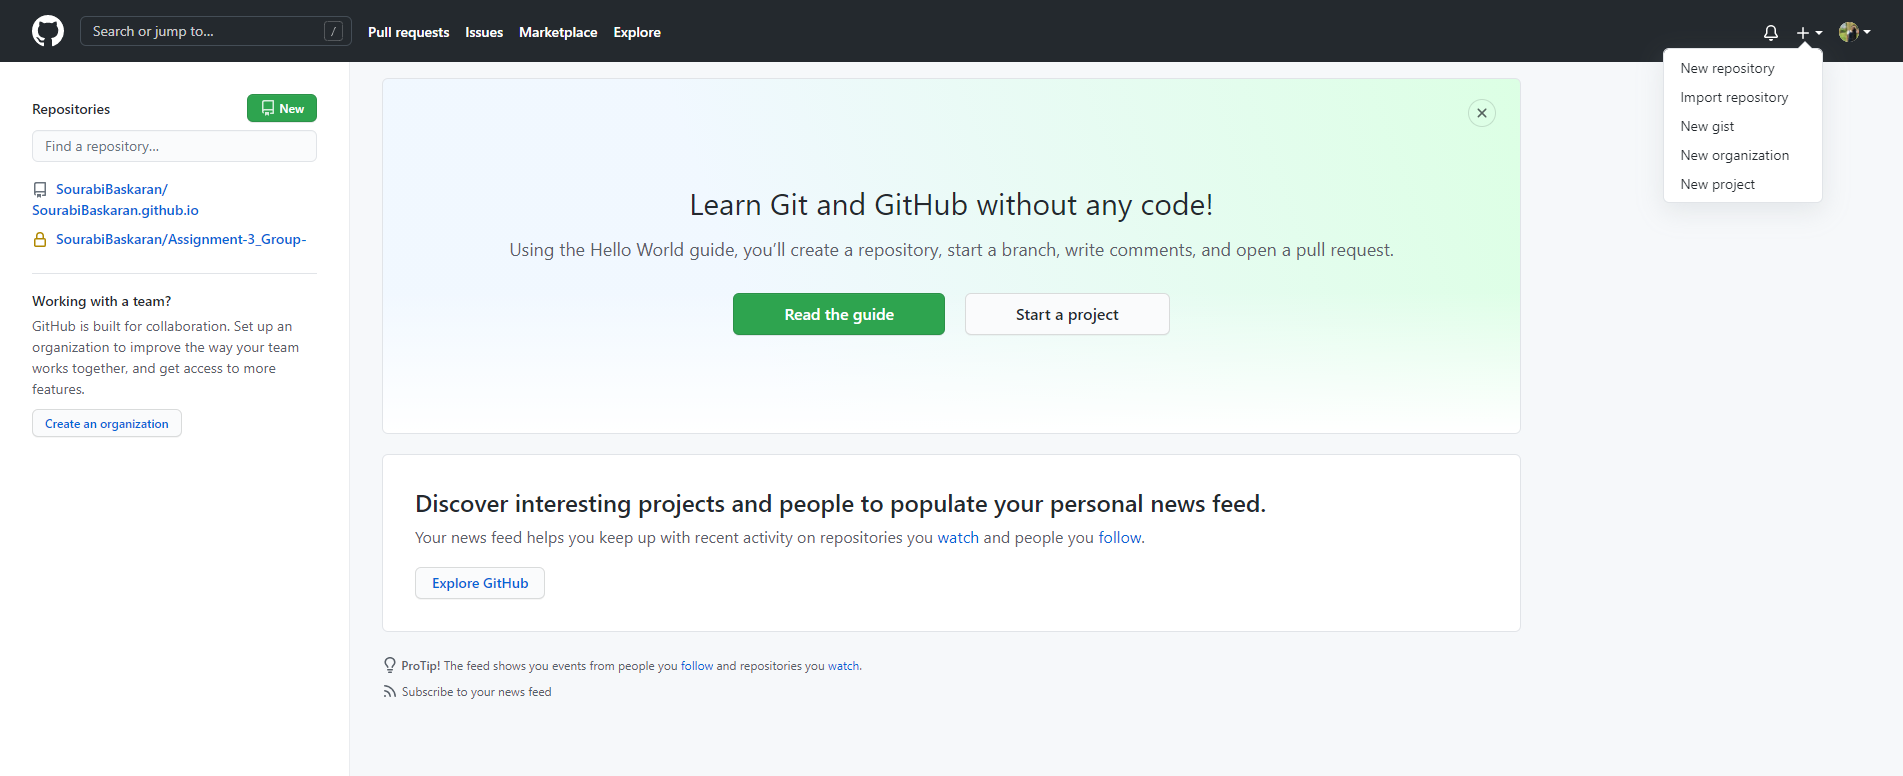 Search or jump to...
/
Pull requests
Issues
Marketplace
Explore
New repository
Import repository
New gist
New organization
New project
Repositories
New
Find a repository...
SourabiBaskaran/
SourabiBaskaran.github.io
SourabiBaskaran/Assignment-3_Group-
Working with a team?
GitHub is built for collaboration. Set up an
organization to improve the way your team
works together, and get access to more
features.
Create an organization
Learn Git and GitHub without any code!
Using the Hello World guide, you’ll create a repository, start a branch, write comments, and open a pull request.
Read the guide
Start a project
Discover interesting projects and people to populate your personal news feed.
Your news feed helps you keep up with recent activity on repositories you watch and people you follow.
Explore GitHub
ProTip! The feed shows you events from people you follow and repositories you watch.
Subscribe to your news feed